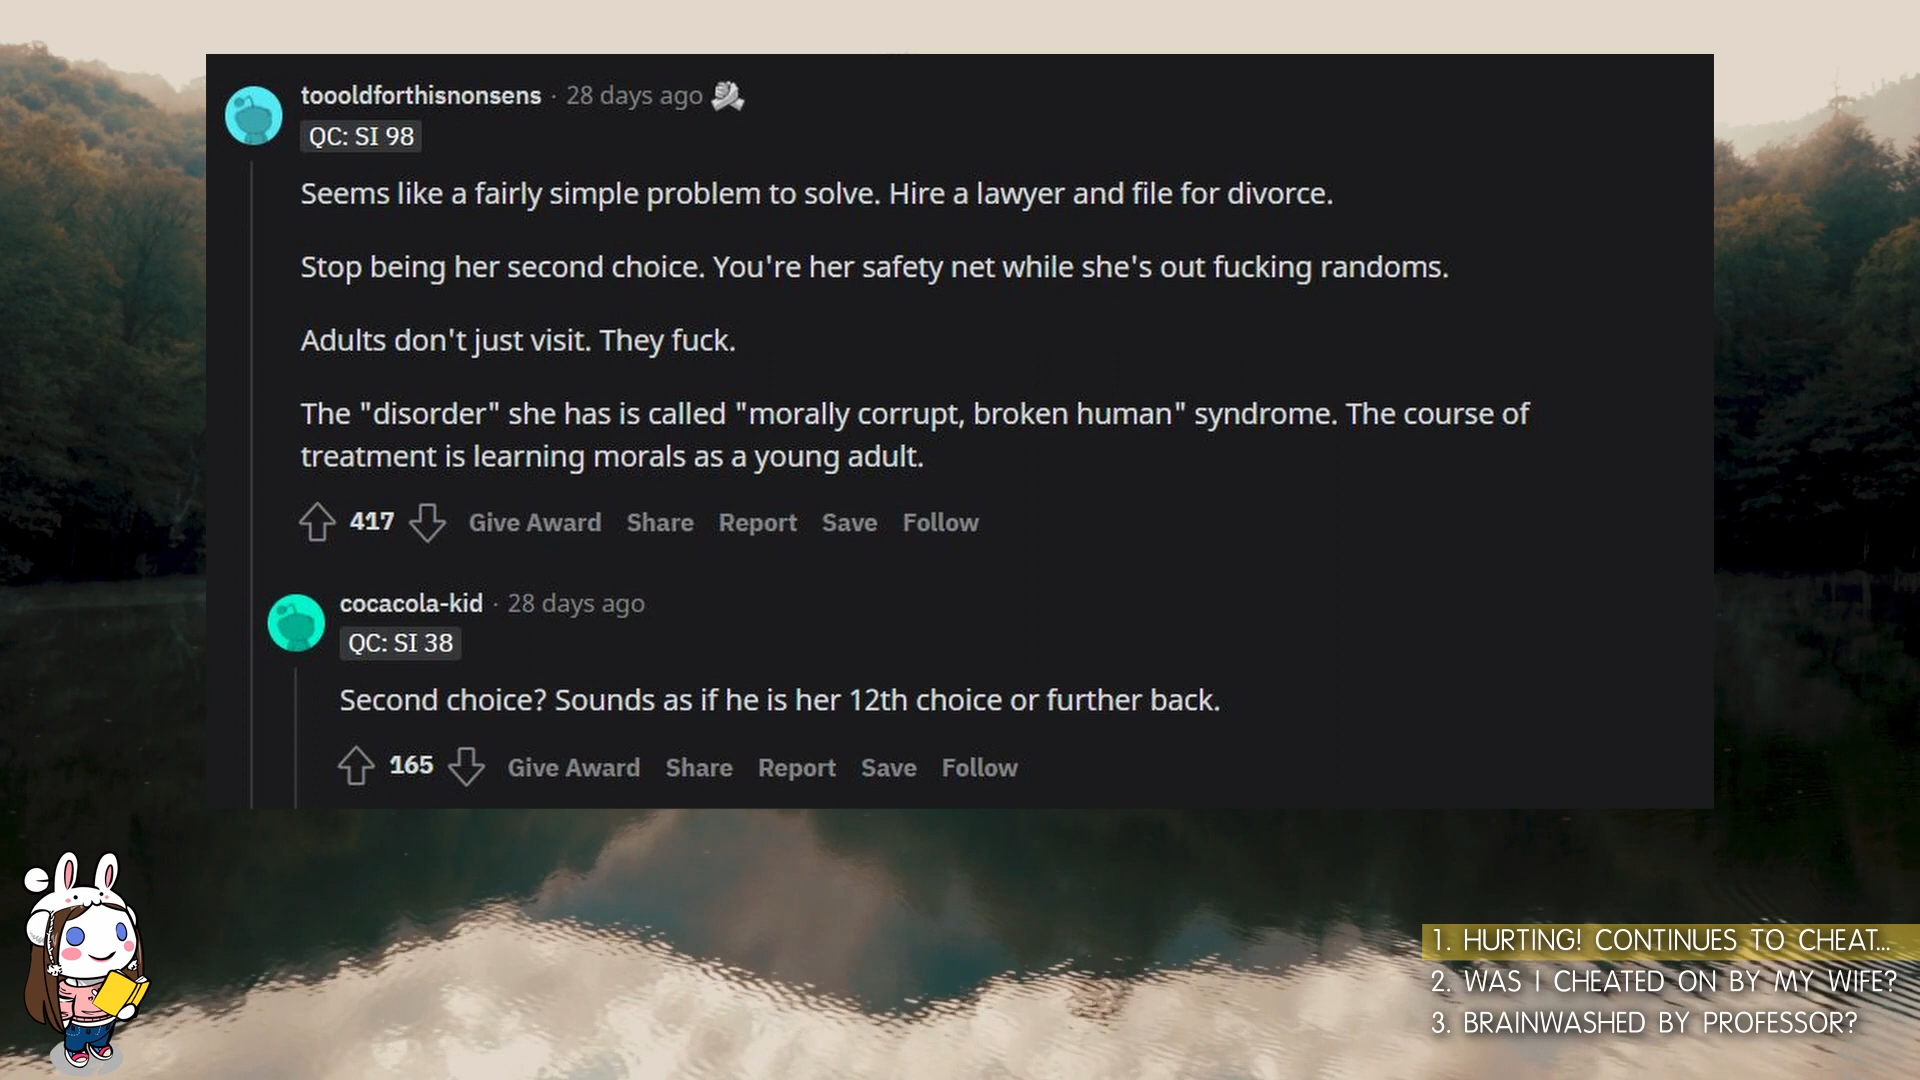 toooldforthisnonsens · 28 days ago
QC: SI 98
Seems like a fairly simple problem to solve. Hire a lawyer and file for divorce.
Stop being her second choice. You're her safety net while she's out fucking randoms.
Adults don't just visit. They fuck.
The "disorder" she has is called "morally corrupt, broken human" syndrome. The course of
treatment is learning morals as a young adult.
417 Give Award Share Report Save Follow
cocacola-kid · 28 days ago
QC: SI 38
Second choice? Sounds as if he is her 12th choice or further back.
165 Give Award Share Report Save Follow
1. HURTING! CONTINUES TO CHEAT...
2. WAS I CHEATED ON BY MY WIFE?
3. BRAINWASHED BY PROFESSOR?